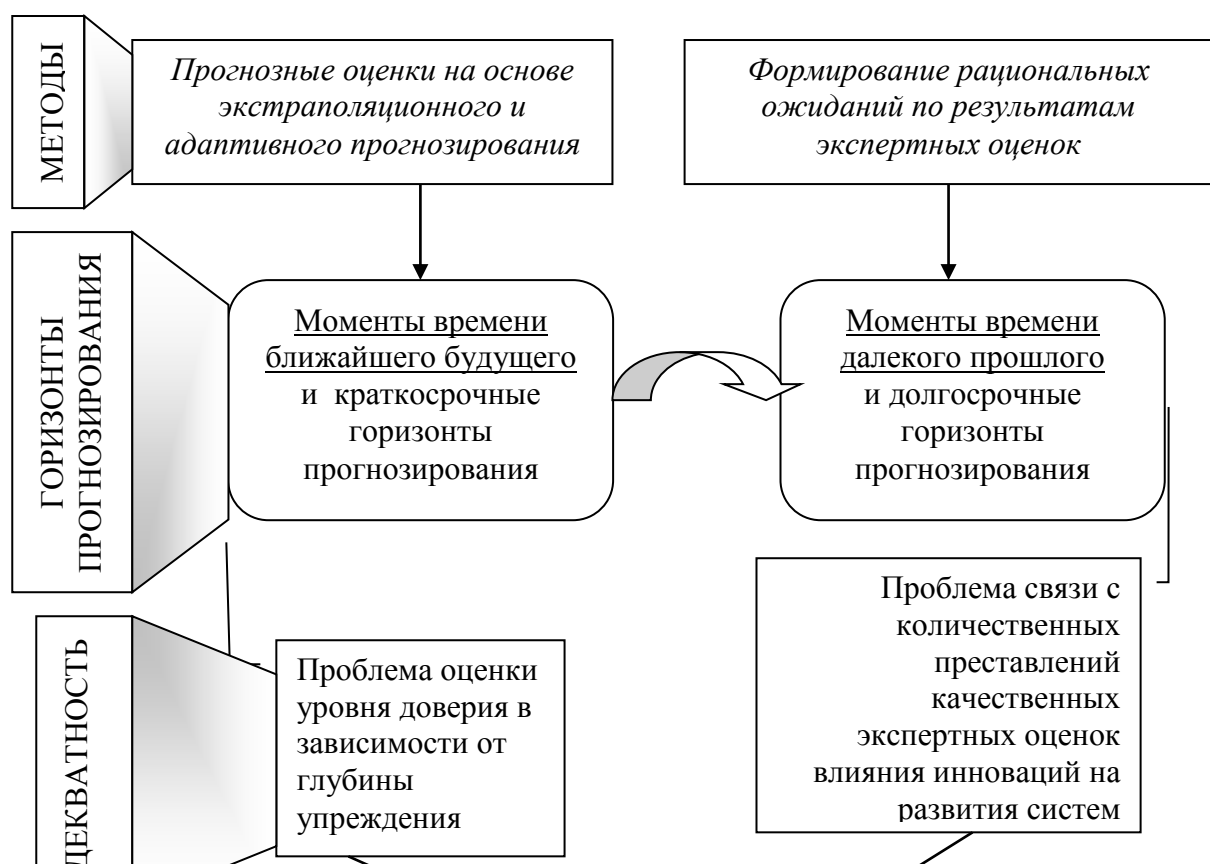 МЕТОДЫ
Прогнозные оценки на основе
экстраполяционного и
адаптивного прогнозирования
Формирование рациональных
ожиданий по результатам
экспертных оценок
ГОРИЗОНТЫ
ПРОГНОЗИРОВАНИЯ
Моменты времени
ближайшего будущего
и краткосрочные
горизонты
прогнозирования
Моменты времени
далекого прошлого
и долгосрочные
горизонты
прогнозирования
ДЕКВАТНОСТЬ
Проблема оценки
уровня доверия в
зависимости от
глубины
упреждения
Проблема связи с
количественных
преставлений
качественных
экспертных оценок
влияния инноваций на
развития систем